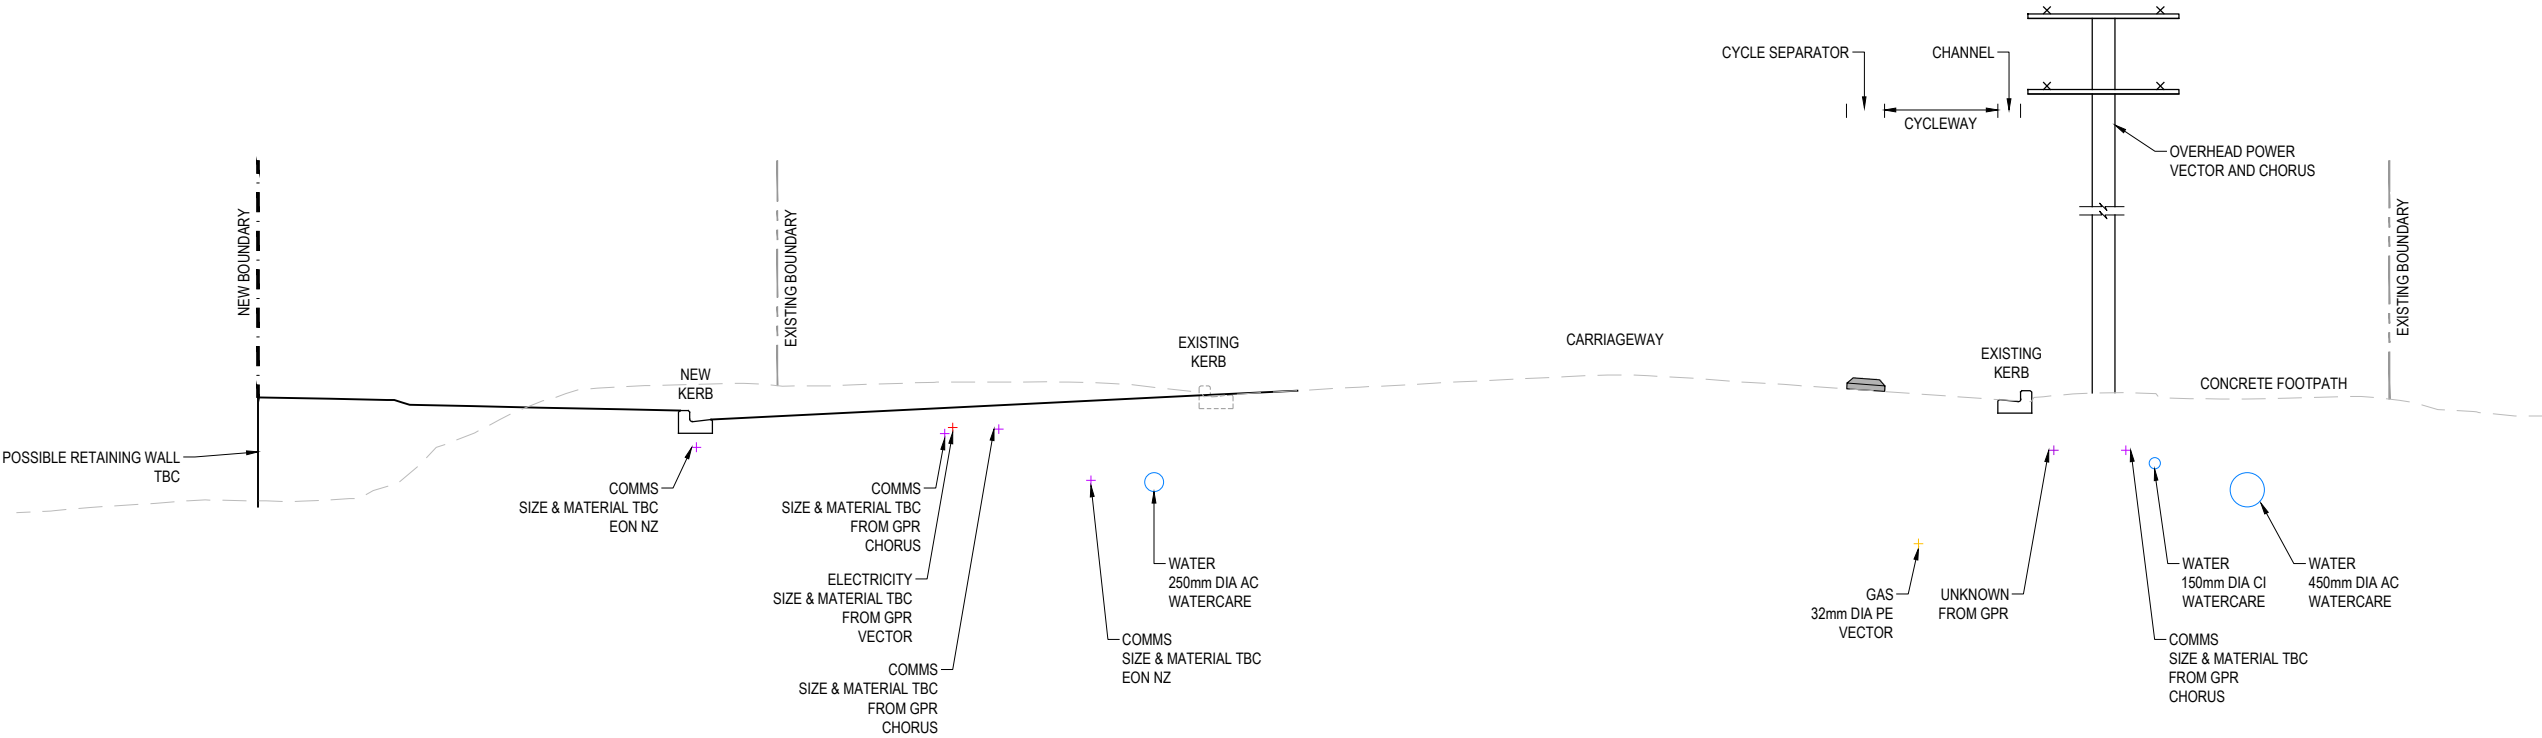 CYCLE SEPARATOR
CHANNEL
CYCLEWAY
OVERHEAD POWER
VECTOR AND CHORUS
NEW BOUNDARY
EXISTING BOUNDARY
EXISTING BOUNDARY
NEW
KERB
EXISTING
KERB
CARRIAGEWAY
EXISTING
KERB
CONCRETE FOOTPATH
POSSIBLE RETAINING WALL
TBC
COMMS
SIZE & MATERIAL TBC
EON NZ
COMMS
SIZE & MATERIAL TBC
FROM GPR
CHORUS
ELECTRICITY
SIZE & MATERIAL TBC
FROM GPR
VECTOR
COMMS
SIZE & MATERIAL TBC
FROM GPR
CHORUS
COMMS
SIZE & MATERIAL TBC
EON NZ
WATER
250mm DIA AC
WATERCARE
GAS
32mm DIA PE
VECTOR
UNKNOWN
FROM GPR
COMMS
SIZE & MATERIAL TBC
FROM GPR
CHORUS
WATER
150mm DIA CI
WATERCARE
WATER
450mm DIA AC
WATERCARE